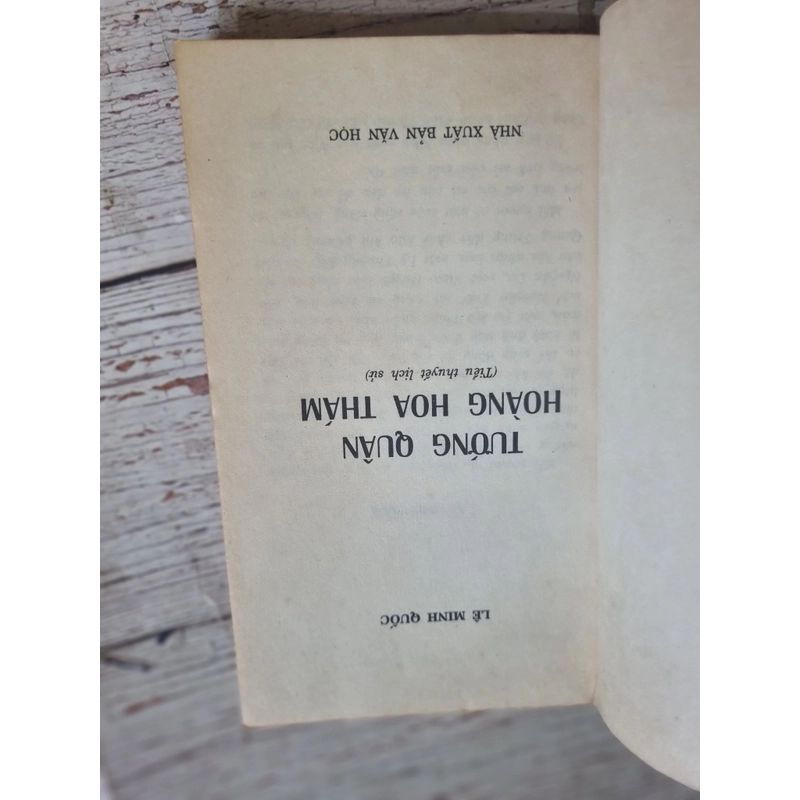 LÊ MINH QUỐC
TƯỚNG QUÂN
HOÀNG HOA THÁM
(Tiểu thuyết lịch sử)
NHÀ XUẤT BẢN VĂN HỌC